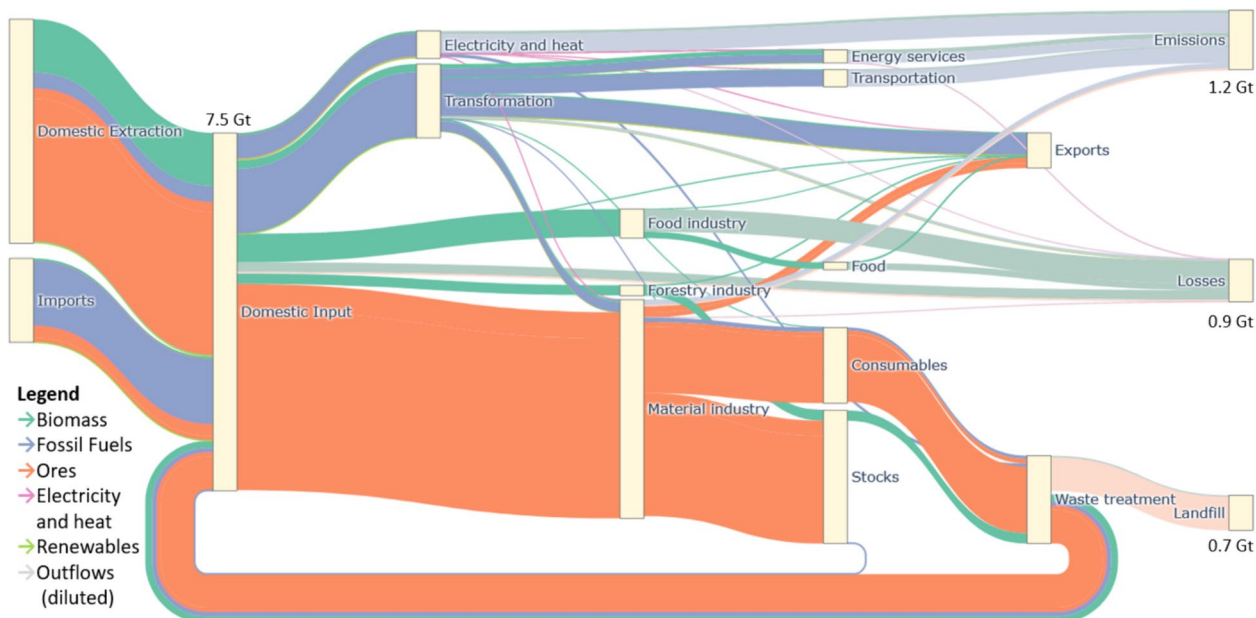 7.5 Gt
Electricity and heat
Emissions
Energy services
Transportation
1.2 Gt
Transformation
Domestic Extraction
Exports
Food industry
Food
Losses
Imports
Forestry industry
Domestic Input
0.9 Gt
Consumables
Material industry
Stocks
Waste treatment
Landfill
0.7 Gt
Legend
Biomass
Fossil Fuels
Ores
Electricity
and heat
Renewables
Outflows
(diluted)